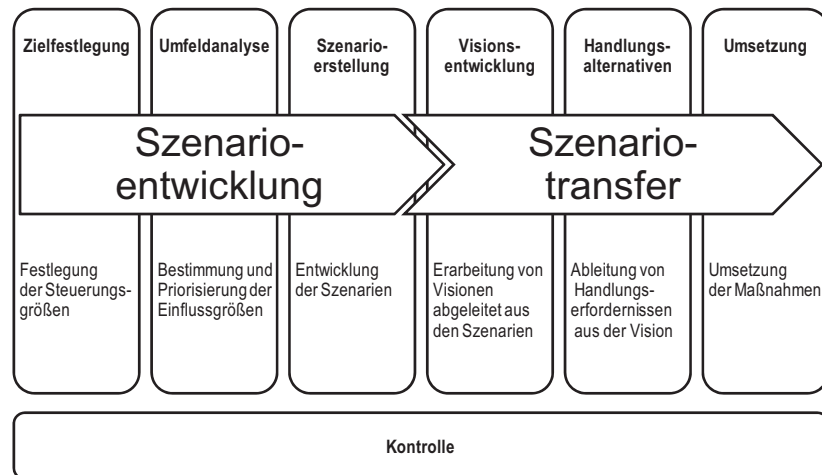 Zielfestlegung
Umfeldanalyse
Szenario-
erstellung
Visions-
entwicklung
Handlungs-
alternativen
Umsetzung
Szenario-
entwicklung
Szenario-
transfer
Festlegung
der Steuerungs-
größen
Bestimmung und
Priorisierung der
Einflussgrößen
Entwicklung
der Szenarien
Erarbeitung von
Visionen
abgeleitet aus
den Szenarien
Ableitung von
Handlungs-
erfordernissen
aus der Vision
Umsetzung
der Maßnahmen
Kontrolle